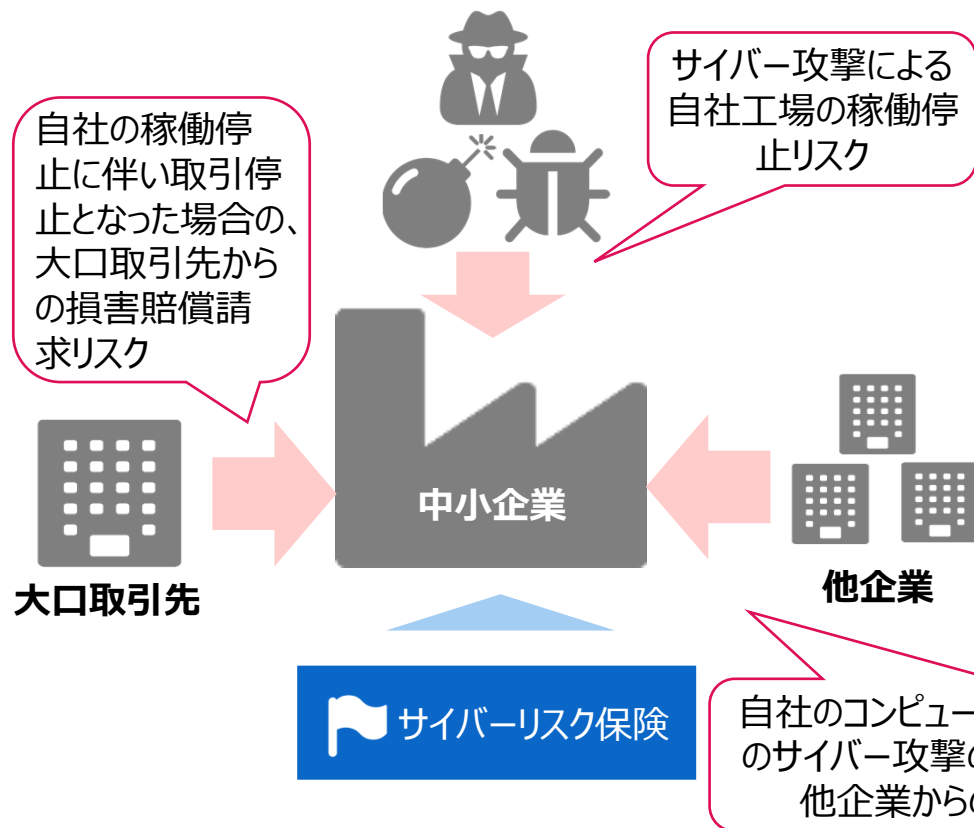 サイバー攻撃による
自社工場の稼働停
止リスク
自社の稼働停
止に伴い取引停
止となった場合の、
大口取引先から
の損害賠償請
求リスク
中小企業
大口取引先
他企業
サイバーリスク保険
自社のコンピュー
のサイバー攻撃の
他企業からの